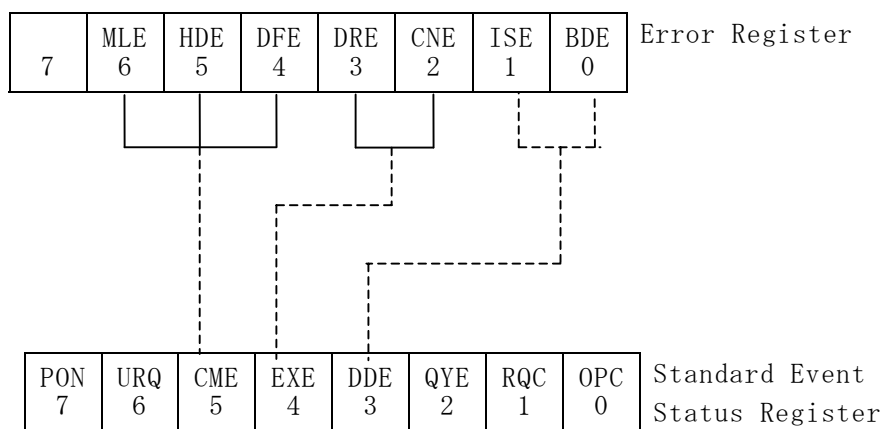 MLE HDE DFE DRE CNE ISE BDE Error Register
7 6 5 4 3 2 1 0
PON URQ CME EXE DDE QYE RQC OPC Standard Event
7 6 5 4 3 2 1 0 Status Register